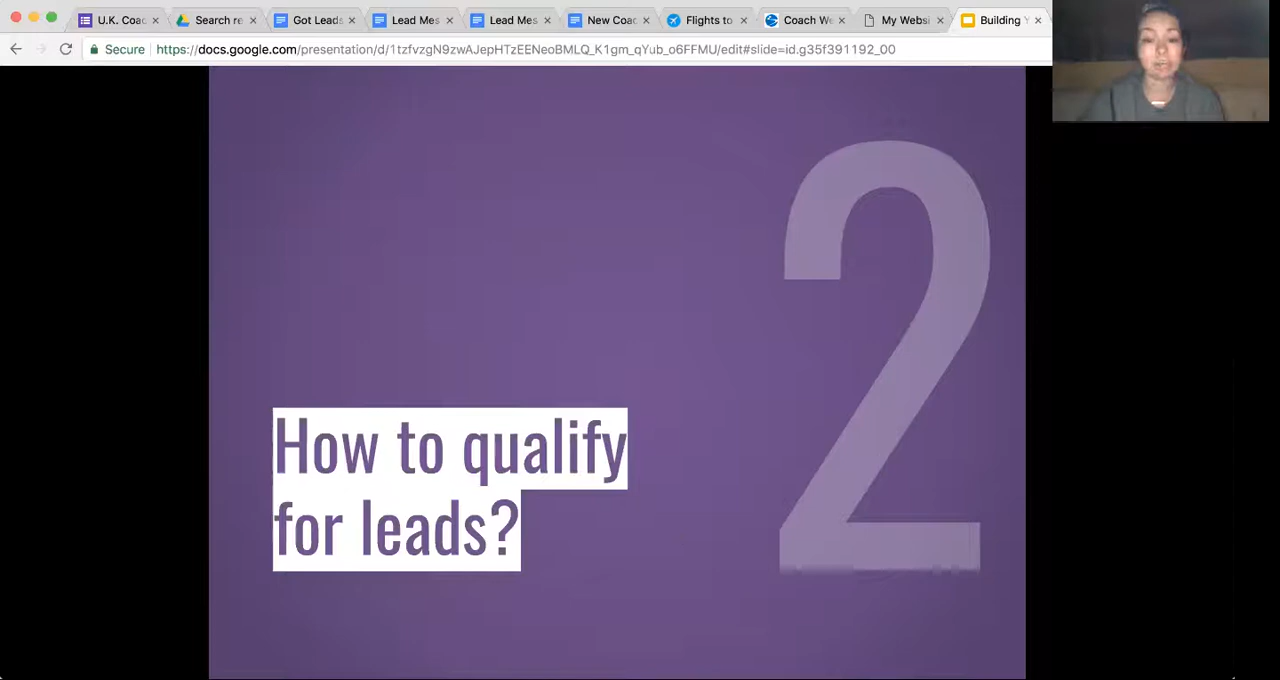 U.K. Coac
Search re
Got Leads
Lead Mes
Lead Mes
New Coac
Flights to
Coach We
My Websi
Building Y
Secure
https://docs.google.com/presentation/d/1tzfvzgN9zwAJepHTzEENeoBMLQ_K1gm_qYub_o6FFMU/edit#slide=id.g35f391192_00
2
How to qualify
for leads?